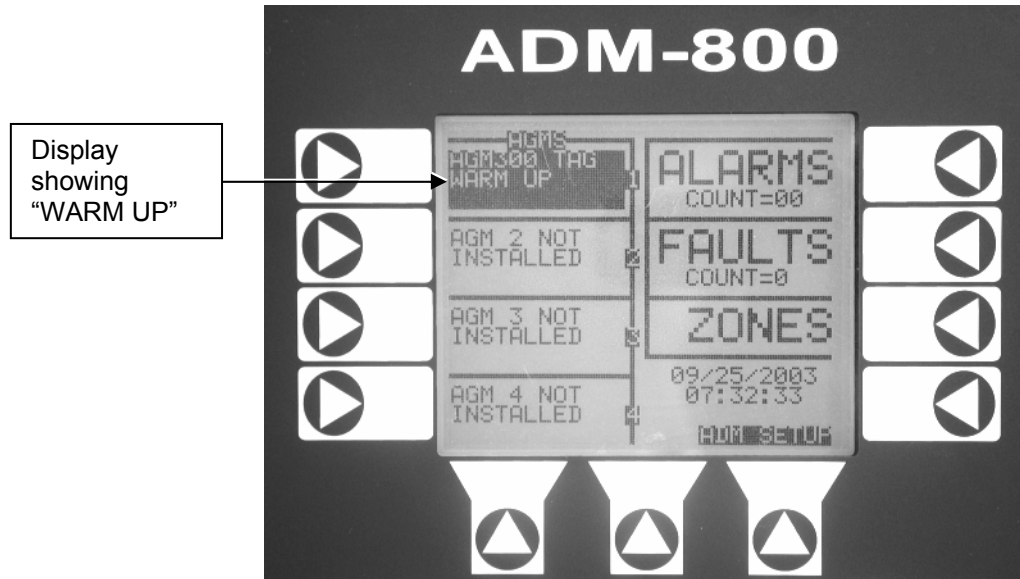 ADM-800
Display
showing
“WARM UP”
AGMS
AGM300 TAG
WARM UP
1
AGM 2 NOT
INSTALLED
2
AGM 3 NOT
INSTALLED
3
AGM 4 NOT
INSTALLED
4
ALARMS
COUNT=00
FAULTS
COUNT=0
ZONES
09/25/2003
07:32:33
ADM SETUP